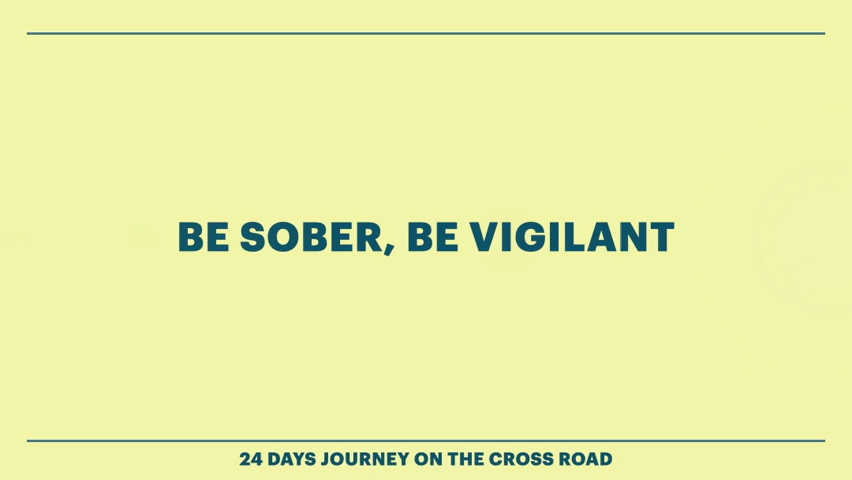 BE SOBER, BE VIGILANT
24 DAYS JOURNEY ON THE CROSS ROAD